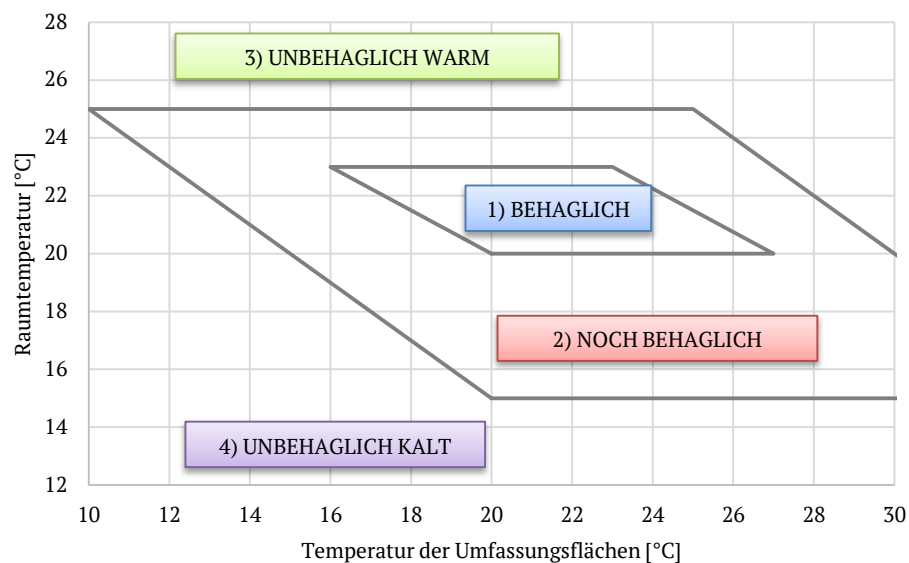 28
26
24
22
20
18
16
14
12
Raumtemperatur [°C]
3) UNBEHAGLICH WARM
1) BEHAGLICH
2) NOCH BEHAGLICH
4) UNBEHAGLICH KALT
10 12 14 16 18 20 22 24 26 28 30
Temperatur der Umfassungsflächen [°C]